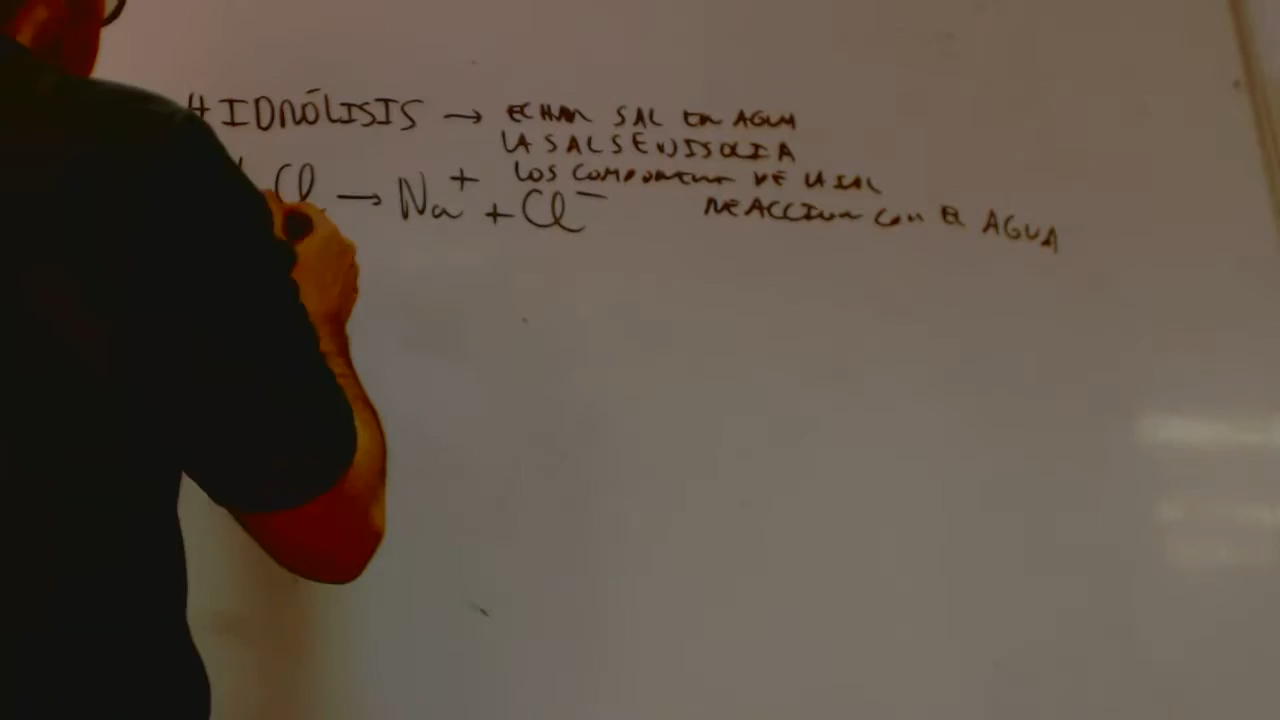 HIDRÓLISIS → ECHAR SAL EN AGUA
LA SAL SE DISOCIA
LOS COMPONENTES DE LA SAL
REACCIONAN CON EL AGUA
Cl → Na⁺ + Cl⁻